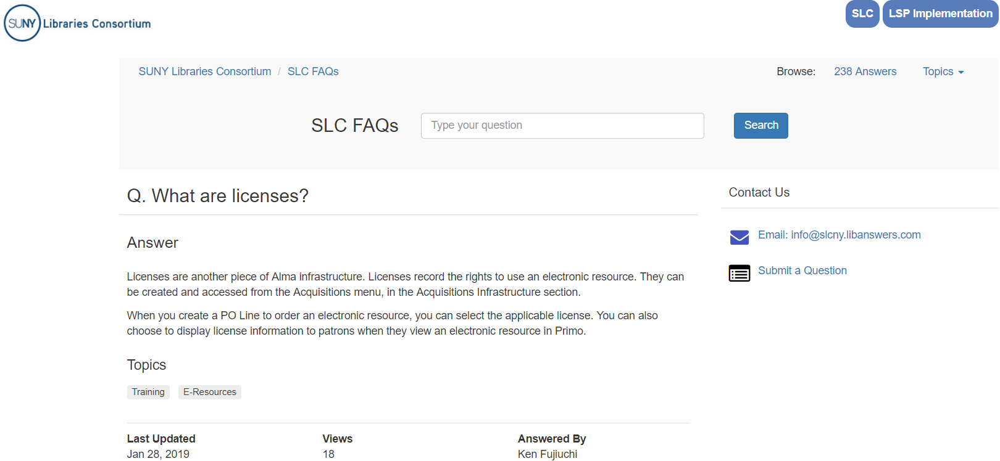 SUNY Libraries Consortium
SLC
LSP Implementation
SUNY Libraries Consortium / SLC FAQs
Browse: 238 Answers Topics
SLC FAQs
Type your question
Search
Q. What are licenses?
Answer
Licenses are another piece of Alma infrastructure. Licenses record the rights to use an electronic resource. They can
be created and accessed from the Acquisitions menu, in the Acquisitions Infrastructure section.
When you create a PO Line to order an electronic resource, you can select the applicable license. You can also
choose to display license information to patrons when they view an electronic resource in Primo.
Topics
Training E-Resources
Last Updated Views Answered By
Jan 28, 2019 18 Ken Fujiuchi
Contact Us
Email: info@slcny.libanswers.com
Submit a Question